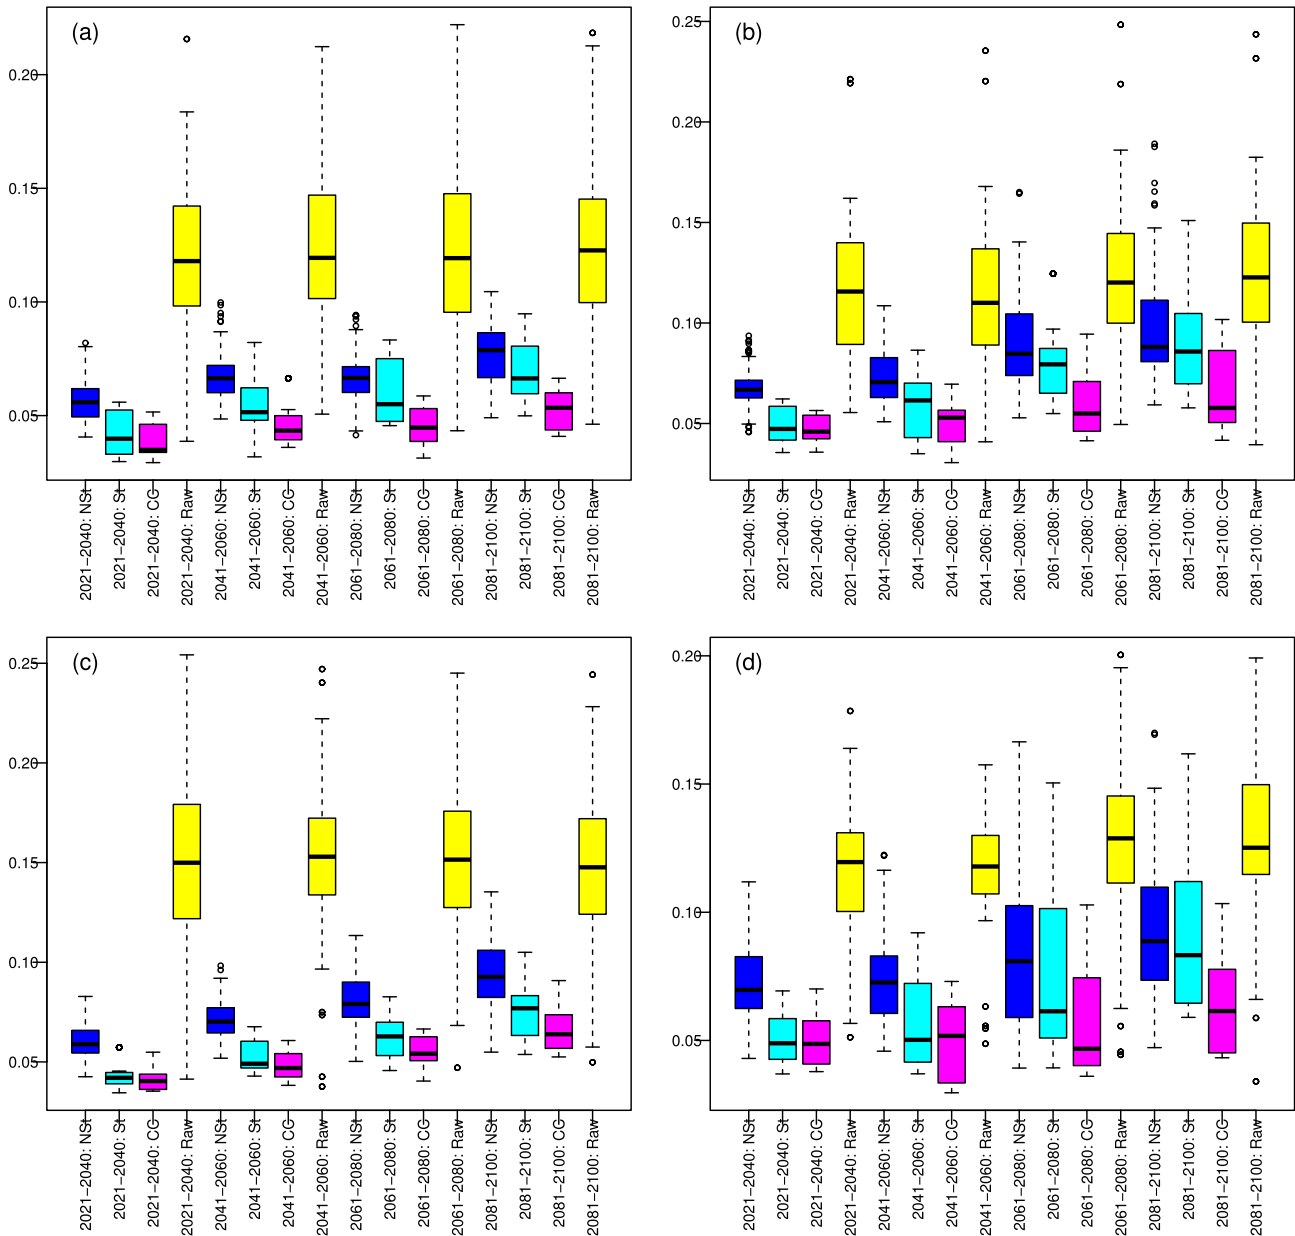 (a)
0.20
0.15
0.10
0.05
2021−2040: NSt
2021−2040: St
2021−2040: CG
2021−2040: Raw
2041−2060: NSt
2041−2060: St
2041−2060: CG
2041−2060: Raw
2061−2080: NSt
2061−2080: St
2061−2080: CG
2061−2080: Raw
2081−2100: NSt
2081−2100: St
2081−2100: CG
2081−2100: Raw
(b)
0.25
0.20
0.15
0.10
0.05
2021−2040: NSt
2021−2040: St
2021−2040: CG
2021−2040: Raw
2041−2060: NSt
2041−2060: St
2041−2060: CG
2041−2060: Raw
2061−2080: NSt
2061−2080: St
2061−2080: CG
2061−2080: Raw
2081−2100: NSt
2081−2100: St
2081−2100: CG
2081−2100: Raw
(c)
0.25
0.20
0.15
0.10
0.05
2021−2040: NSt
2021−2040: St
2021−2040: CG
2021−2040: Raw
2041−2060: NSt
2041−2060: St
2041−2060: CG
2041−2060: Raw
2061−2080: NSt
2061−2080: St
2061−2080: CG
2061−2080: Raw
2081−2100: NSt
2081−2100: St
2081−2100: CG
2081−2100: Raw
(d)
0.20
0.15
0.10
0.05
2021−2040: NSt
2021−2040: St
2021−2040: CG
2021−2040: Raw
2041−2060: NSt
2041−2060: St
2041−2060: CG
2041−2060: Raw
2061−2080: NSt
2061−2080: St
2061−2080: CG
2061−2080: Raw
2081−2100: NSt
2081−2100: St
2081−2100: CG
2081−2100: Raw